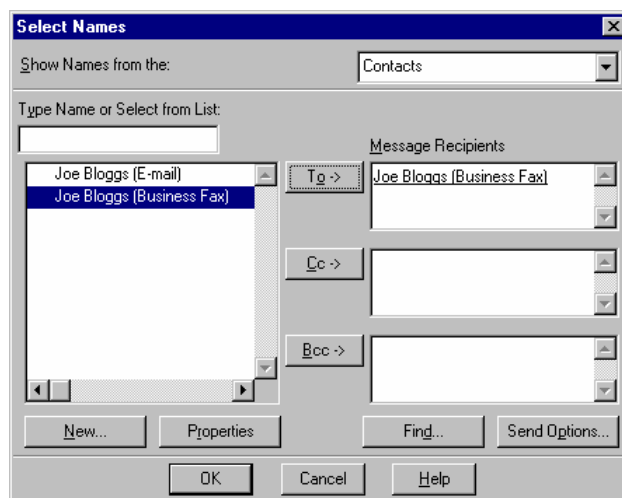 Select Names
Show Names from the:
Contacts
Type Name or Select from List:
Message Recipients
Joe Bloggs (E-mail)
Joe Bloggs (Business Fax)
To ->
Joe Bloggs (Business Fax)
Cc ->
Bcc ->
New...
Properties
Find...
Send Options...
OK
Cancel
Help